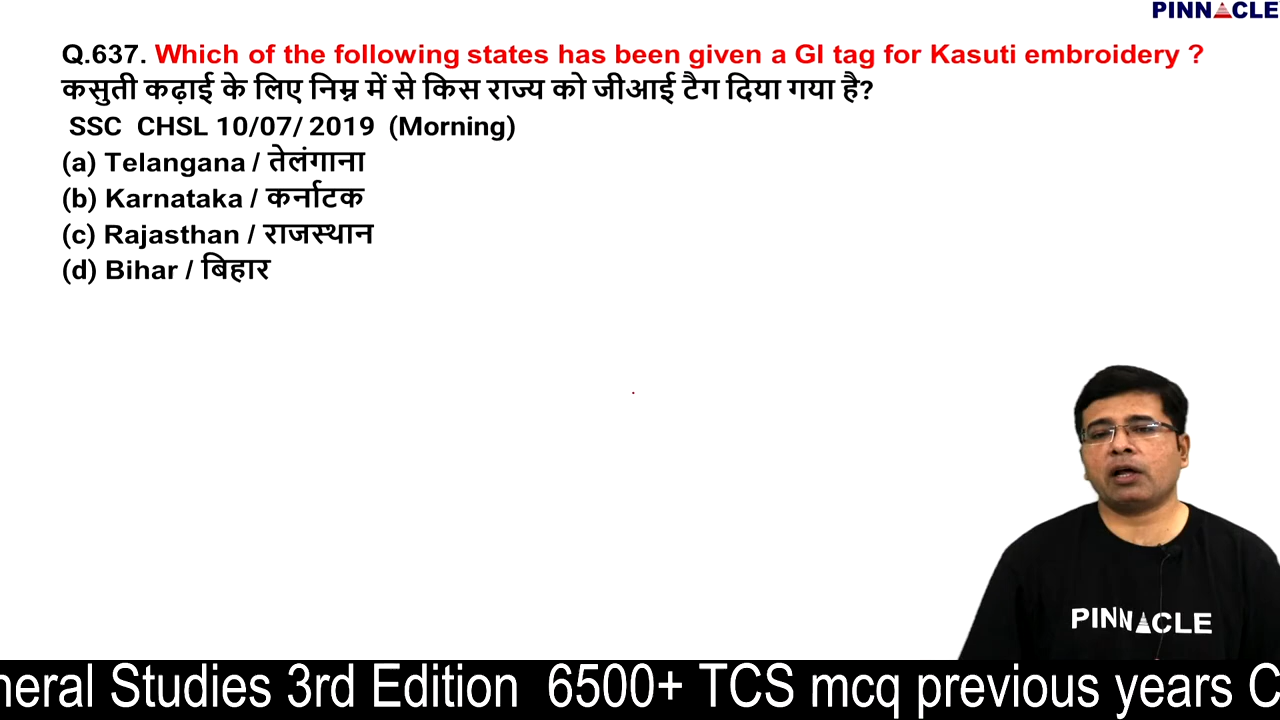 PINNACLE
Q.637. Which of the following states has been given a GI tag for Kasuti embroidery ?
कसुती कढ़ाई के लिए निम्न में से किस राज्य को जीआई टैग दिया गया है?
SSC CHSL 10/07/ 2019 (Morning)
(a) Telangana / तेलंगाना
(b) Karnataka / कर्नाटक
(c) Rajasthan / राजस्थान
(d) Bihar / बिहार
PINNACLE
neral Studies 3rd Edition 6500+ TCS mcq previous years C